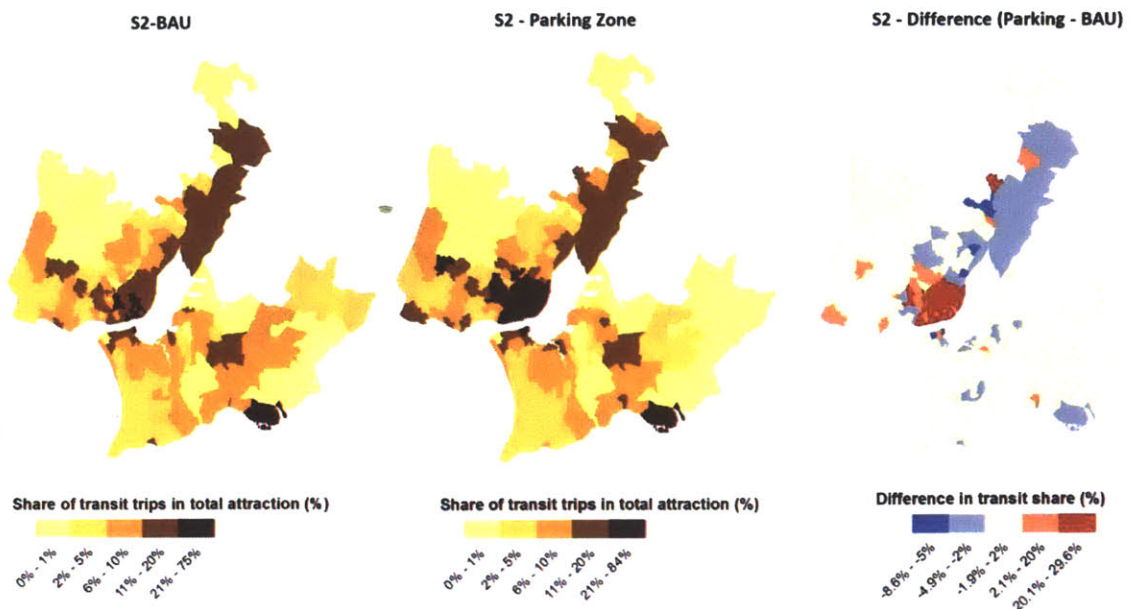 S2-BAU
S2 - Parking Zone
S2 - Difference (Parking - BAU)
Share of transit trips in total attraction (%)
0% - 1%
2% - 5%
6% - 10%
11% - 20%
21% - 75%
Share of transit trips in total attraction (%)
0% - 1%
2% - 5%
6% - 10%
11% - 20%
21% - 84%
Difference in transit share (%)
-8.6% - -5%
-4.9% - -2%
-1.9% - 2%
2.1% - 20%
20.1% - 29.6%